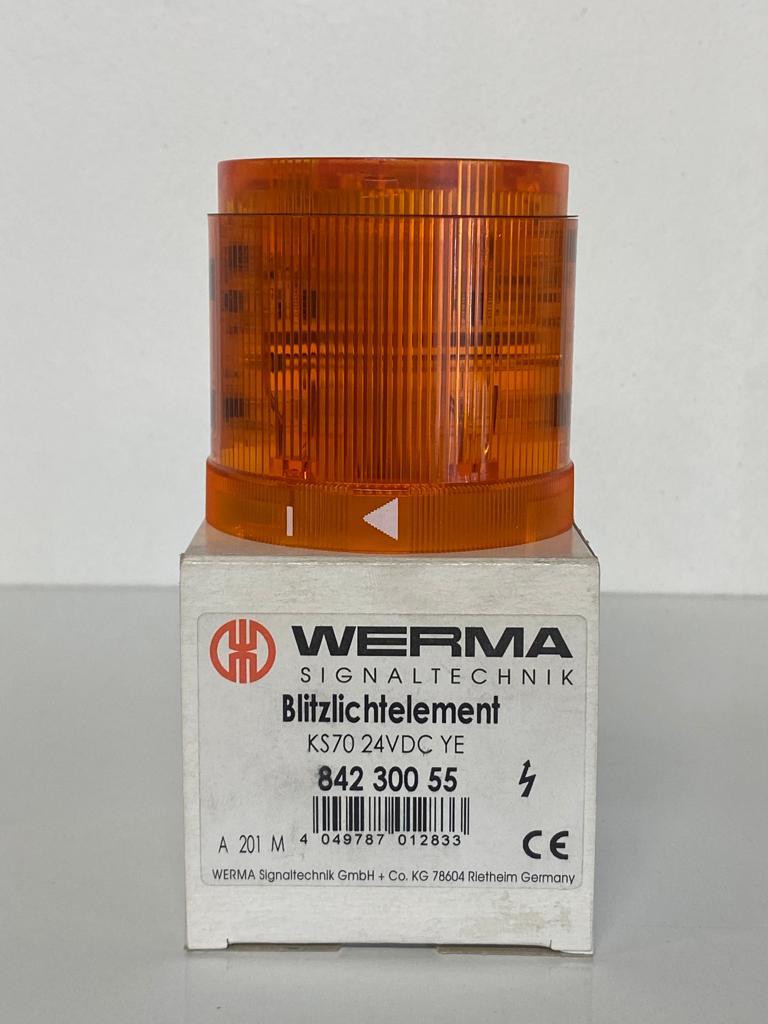 WERMA
SIGNALTECHNIK
Blitzlichtelement
KS70 24VDC YE
842 300 55
4 049787 012833
A 201 M
CE
WERMA Signaltechnik GmbH + Co. KG 78604 Rietheim Germany